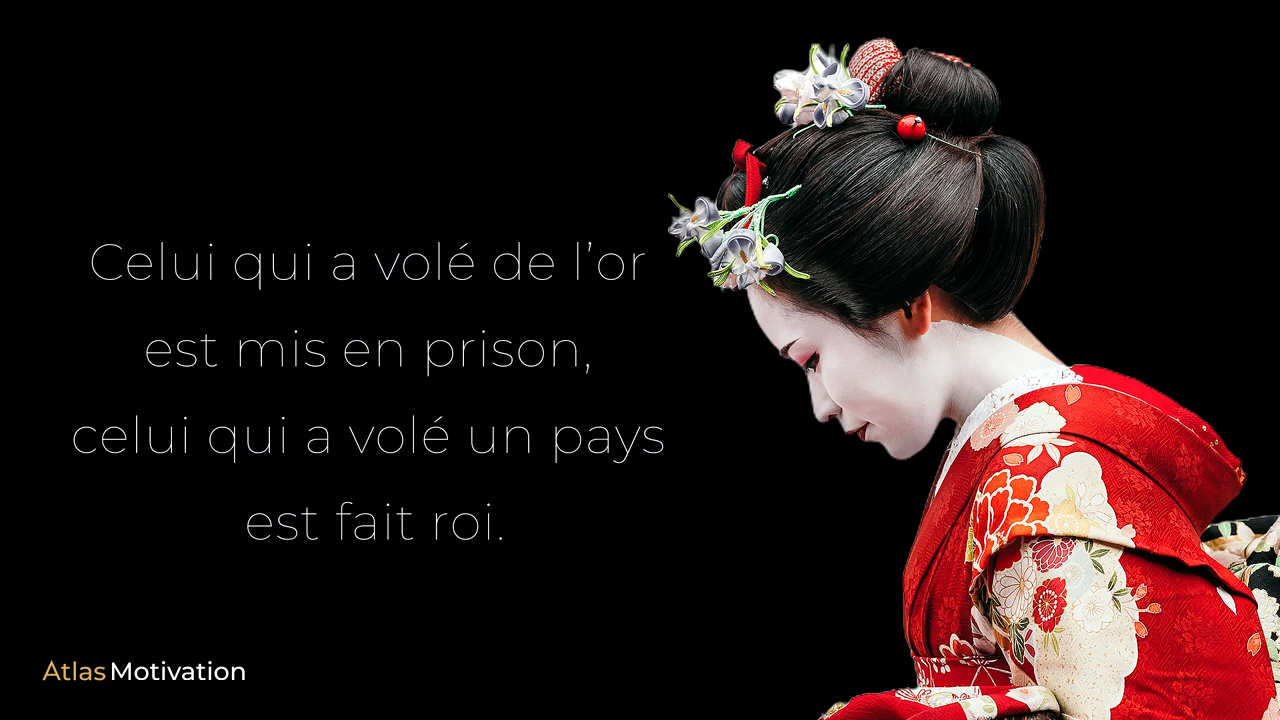 Celui qui a volé de l’or
est mis en prison,
celui qui a volé un pays
est fait roi.
Atlas Motivation